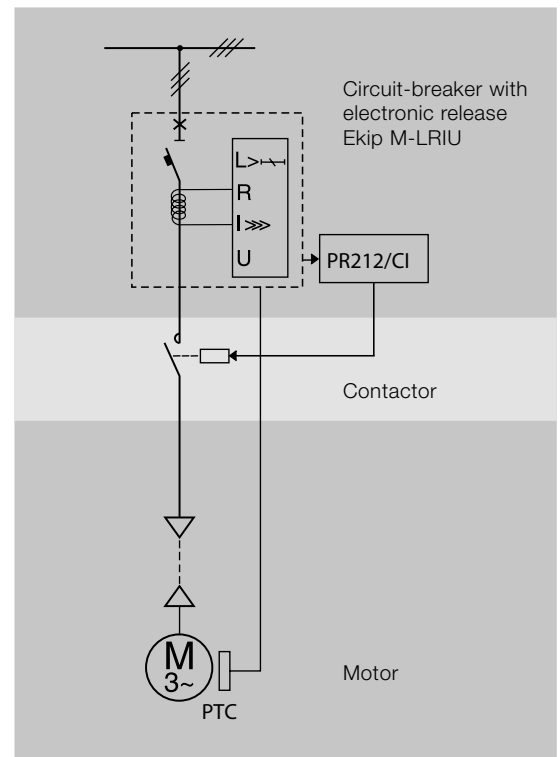 Circuit-breaker with
electronic release
Ekip M-LRIU
L>
R
I >>>
U
PR212/CI
Contactor
M
3~
PTC
Motor